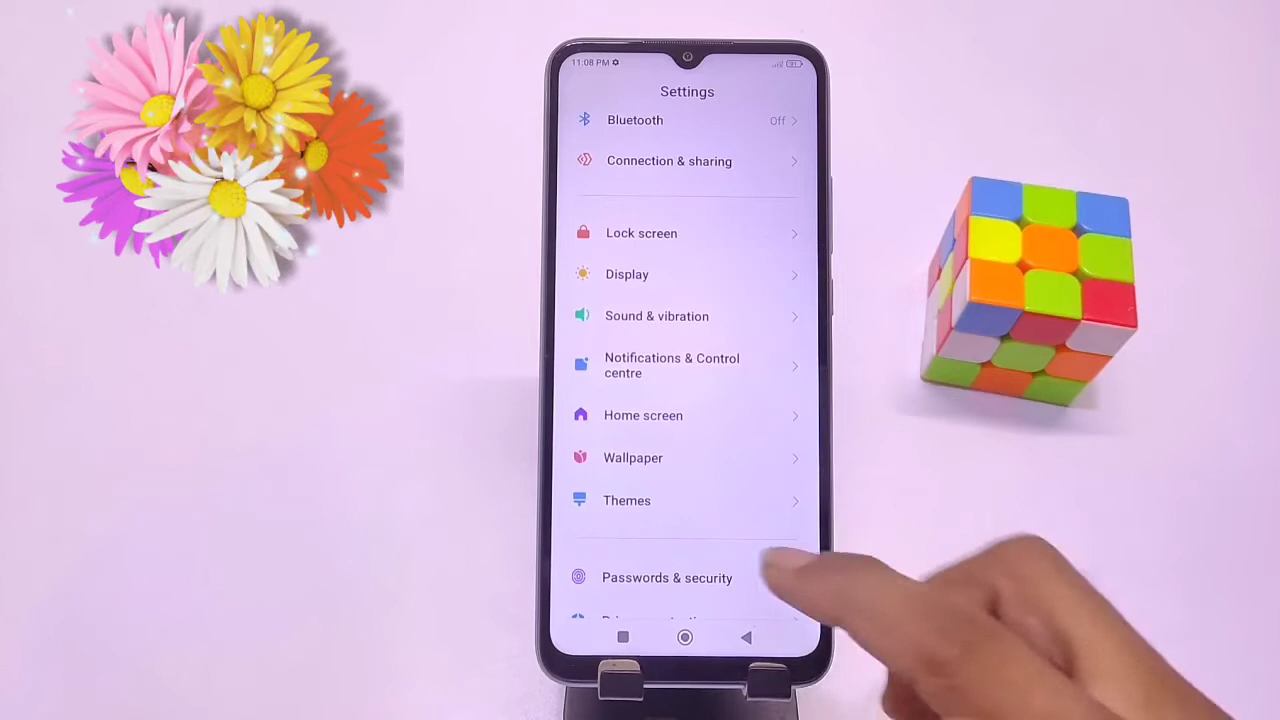 11:08 PM
31
Settings
Bluetooth
Off
Connection & sharing
Lock screen
Display
Sound & vibration
Notifications & Control
centre
Home screen
Wallpaper
Themes
Passwords & security